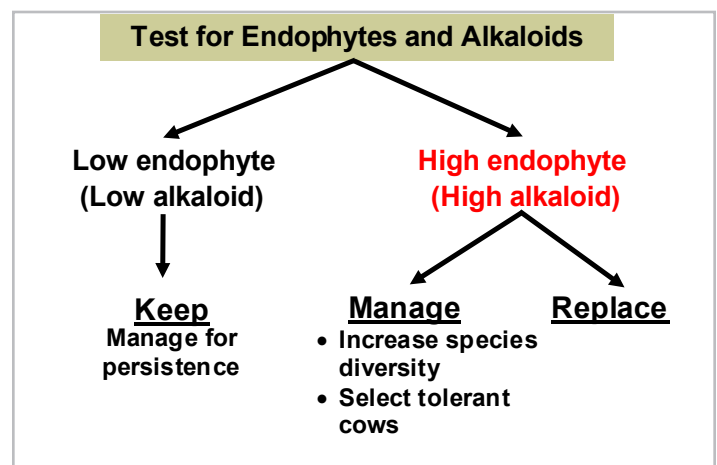 Test for Endophytes and Alkaloids
Low endophyte
(Low alkaloid)
High endophyte
(High alkaloid)
Keep
Manage for
persistence
Manage
• Increase species
diversity
• Select tolerant
cows
Replace